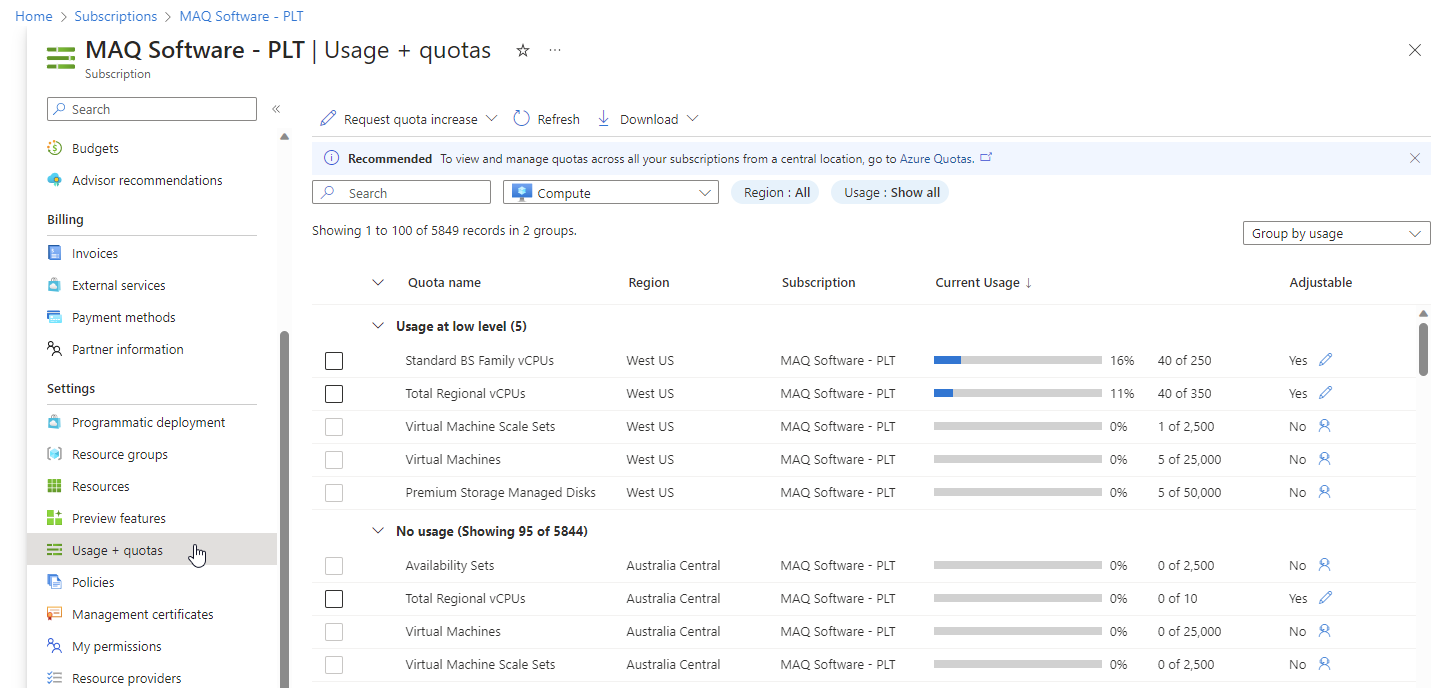 Home > Subscriptions > MAQ Software - PLT
MAQ Software - PLT | Usage + quotas
Subscription
Search
Budgets
Advisor recommendations
Billing
Invoices
External services
Payment methods
Partner information
Settings
Programmatic deployment
Resource groups
Resources
Preview features
Usage + quotas
Policies
Management certificates
My permissions
Resource providers
Request quota increase Refresh Download
Recommended To view and manage quotas across all your subscriptions from a central location, go to Azure Quotas.
Search Compute Region : All Usage : Show all
Showing 1 to 100 of 5849 records in 2 groups.
Group by usage
Quota name Region Subscription Current Usage ↓ Adjustable
Usage at low level (5)
Standard BS Family vCPUs West US MAQ Software - PLT 16% 40 of 250 Yes
Total Regional vCPUs West US MAQ Software - PLT 11% 40 of 350 Yes
Virtual Machine Scale Sets West US MAQ Software - PLT 0% 1 of 2,500 No
Virtual Machines West US MAQ Software - PLT 0% 5 of 25,000 No
Premium Storage Managed Disks West US MAQ Software - PLT 0% 5 of 50,000 No
No usage (Showing 95 of 5844)
Availability Sets Australia Central MAQ Software - PLT 0% 0 of 2,500 No
Total Regional vCPUs Australia Central MAQ Software - PLT 0% 0 of 10 Yes
Virtual Machines Australia Central MAQ Software - PLT 0% 0 of 25,000 No
Virtual Machine Scale Sets Australia Central MAQ Software - PLT 0% 0 of 2,500 No